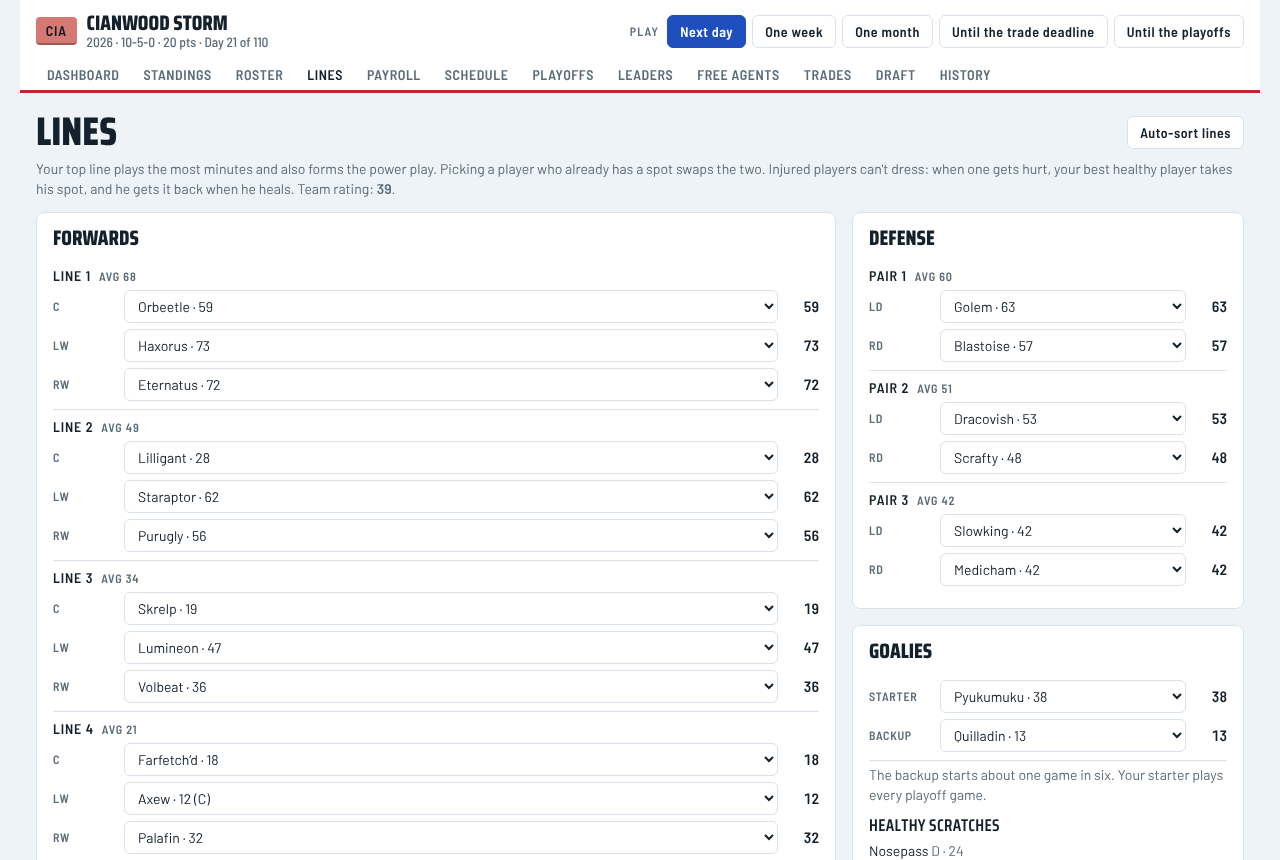 CIA
CIANWOOD STORM
2026 · 10-5-0 · 20 pts · Day 21 of 110
PLAY Next day One week One month Until the trade deadline Until the playoffs
DASHBOARD STANDINGS ROSTER LINES PAYROLL SCHEDULE PLAYOFFS LEADERS FREE AGENTS TRADES DRAFT HISTORY
LINES
Auto-sort lines
Your top line plays the most minutes and also forms the power play. Picking a player who already has a spot swaps the two. Injured players can't dress: when one gets hurt, your best healthy player takes
his spot, and he gets it back when he heals. Team rating: 39.
FORWARDS
LINE 1 AVG 68
C Orbeetle · 59 59
LW Haxorus · 73 73
RW Eternatus · 72 72
LINE 2 AVG 49
C Lilligant · 28 28
LW Staraptor · 62 62
RW Purugly · 56 56
LINE 3 AVG 34
C Skrelp · 19 19
LW Lumineon · 47 47
RW Volbeat · 36 36
LINE 4 AVG 21
C Farfetch'd · 18 18
LW Axew · 12 (C) 12
RW Palafin · 32 32
DEFENSE
PAIR 1 AVG 60
LD Golem · 63 63
RD Blastoise · 57 57
PAIR 2 AVG 51
LD Dracovish · 53 53
RD Scrafty · 48 48
PAIR 3 AVG 42
LD Slowking · 42 42
RD Medicham · 42 42
GOALIES
STARTER Pyukumuku · 38 38
BACKUP Quilladin · 13 13
The backup starts about one game in six. Your starter plays
every playoff game.
HEALTHY SCRATCHES
Nosepass D · 24